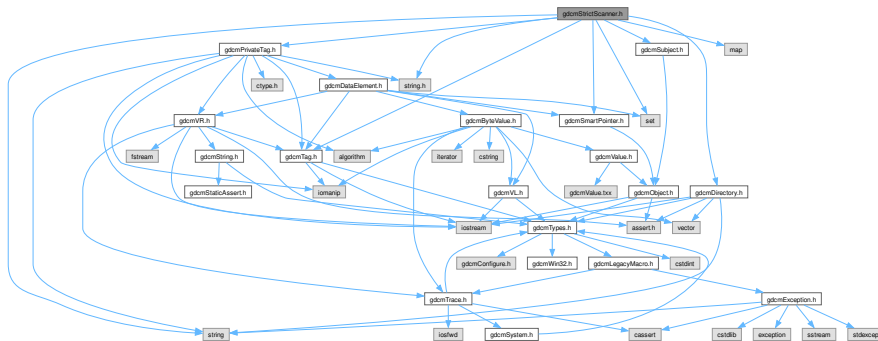 gdcmStrictScanner.h
gdcmPrivateTag.h
gdcmSubject.h
map
ctype.h
gdcmDataElement.h
string.h
gdcmVR.h
gdcmByteValue.h
gdcmSmartPointer.h
set
fstream
gdcmString.h
gdcmTag.h
algorithm
iterator
cstring
gdcmValue.h
gdcmStaticAssert.h
iomanip
gdcmVL.h
gdcmValue.txx
gdcmObject.h
gdcmDirectory.h
iostream
gdcmTypes.h
assert.h
vector
gdcmConfigure.h
gdcmWin32.h
gdcmLegacyMacro.h
cstdint
gdcmTrace.h
gdcmException.h
string
iosfwd
gdcmSystem.h
cassert
cstdlib
exception
sstream
stdexcept